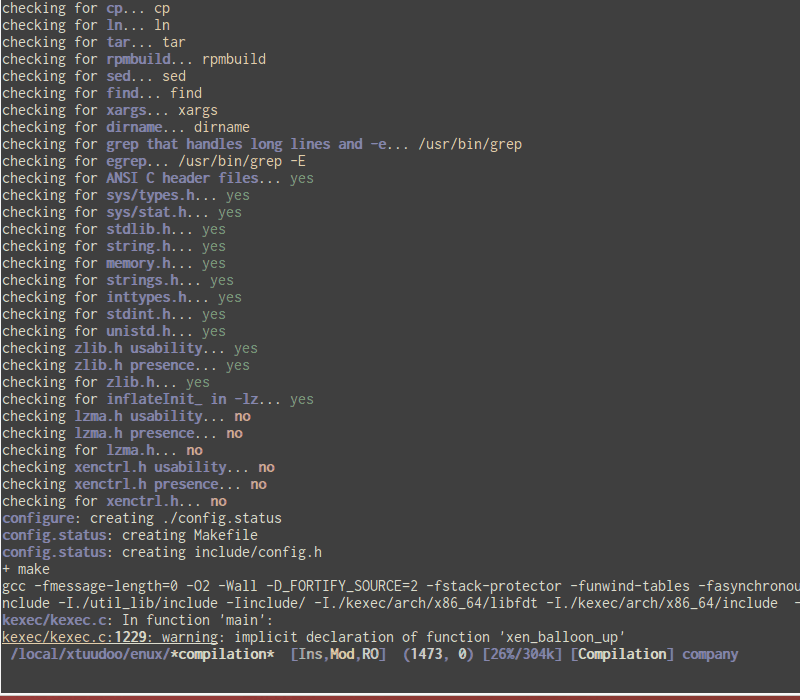 checking for cp... cp
checking for ln... ln
checking for tar... tar
checking for rpmbuild... rpmbuild
checking for sed... sed
checking for find... find
checking for xargs... xargs
checking for dirname... dirname
checking for grep that handles long lines and -e... /usr/bin/grep
checking for egrep... /usr/bin/grep -E
checking for ANSI C header files... yes
checking for sys/types.h... yes
checking for sys/stat.h... yes
checking for stdlib.h... yes
checking for string.h... yes
checking for memory.h... yes
checking for strings.h... yes
checking for inttypes.h... yes
checking for stdint.h... yes
checking for unistd.h... yes
checking zlib.h usability... yes
checking zlib.h presence... yes
checking for zlib.h... yes
checking for inflateInit_ in -lz... yes
checking lzma.h usability... no
checking lzma.h presence... no
checking for lzma.h... no
checking xenctrl.h usability... no
checking xenctrl.h presence... no
checking for xenctrl.h... no
configure: creating ./config.status
config.status: creating Makefile
config.status: creating include/config.h
+ make
gcc -fmessage-length=0 -O2 -Wall -D_FORTIFY_SOURCE=2 -fstack-protector -funwind-tables -fasynchronou
nclude -I./util_lib/include -Iinclude/ -I./kexec/arch/x86_64/libfdt -I./kexec/arch/x86_64/include -
kexec/kexec.c: In function 'main':
kexec/kexec.c:1229: warning: implicit declaration of function 'xen_balloon_up'
/local/xtuudoo/enux/*compilation* [Ins,Mod,RO] (1473, 0) [26%/304k] [Compilation] company